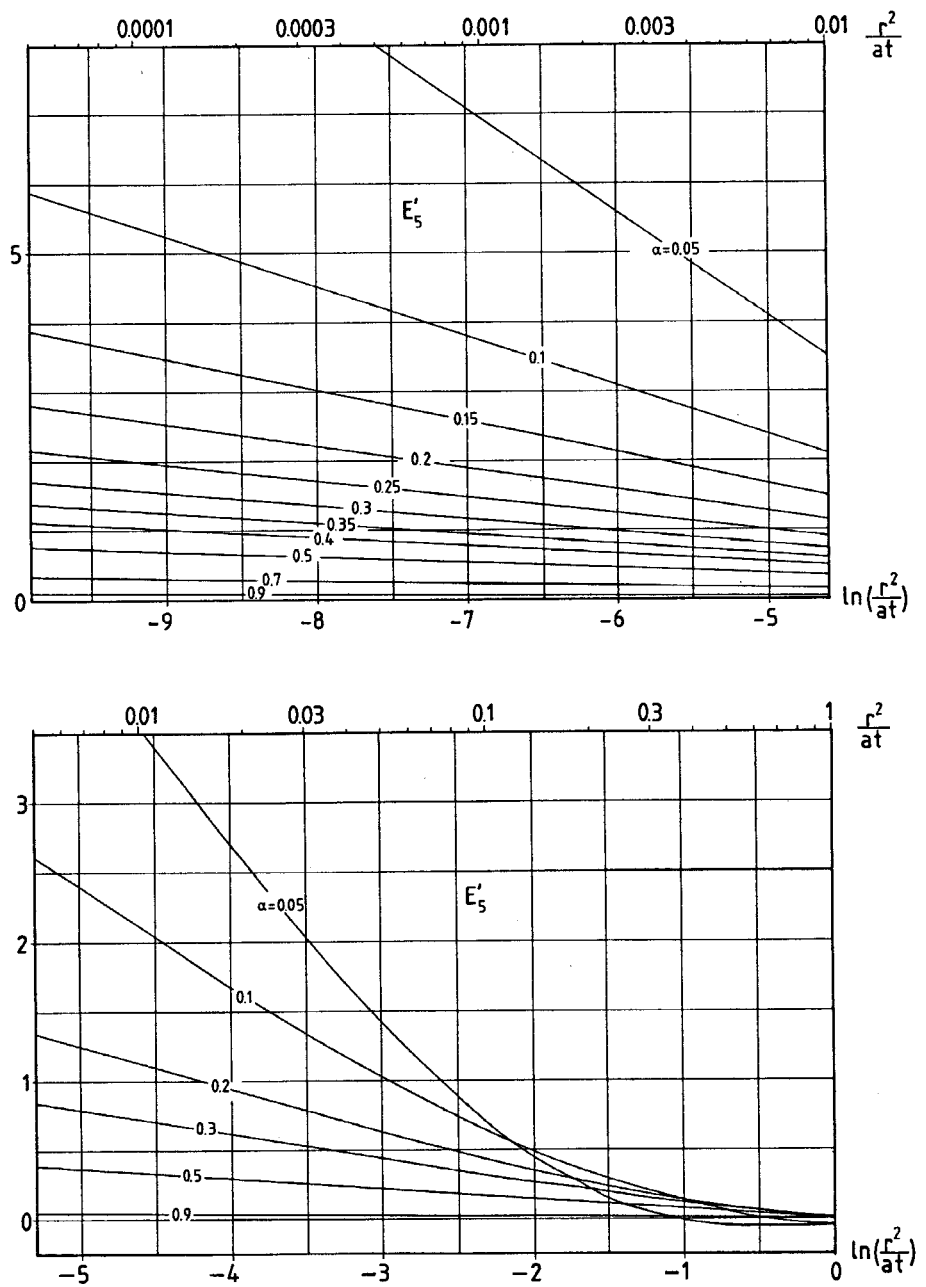 0.0001 0.0003 0.001 0.003 0.01 r²/at
E₅′
α=0.05
5
0.1
0.15
0.2
0.25
0.3
0.35
0.4
0.5
0.7
0.9
0
-9 -8 -7 -6 -5 ln(r²/at)
0.01 0.03 0.1 0.3 1 r²/at
3
E₅′
α=0.05
2
0.1
1
0.2
0.3
0.5
0.9
0
-5 -4 -3 -2 -1 0 ln(r²/at)